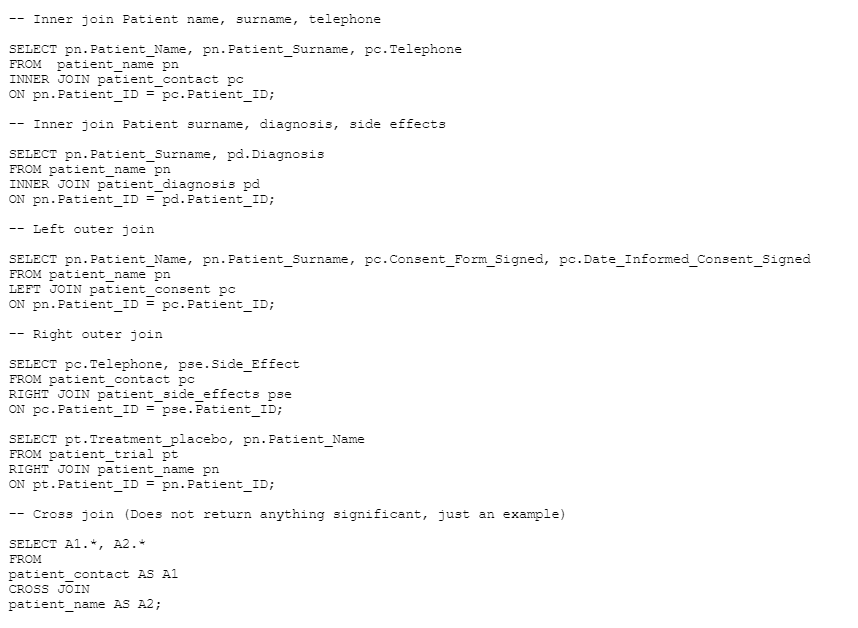 -- Inner join Patient name, surname, telephone
SELECT pn.Patient_Name, pn.Patient_Surname, pc.Telephone
FROM  patient_name pn
INNER JOIN patient_contact pc
ON pn.Patient_ID = pc.Patient_ID;
-- Inner join Patient surname, diagnosis, side effects
SELECT pn.Patient_Surname, pd.Diagnosis
FROM patient_name pn
INNER JOIN patient_diagnosis pd
ON pn.Patient_ID = pd.Patient_ID;
-- Left outer join
SELECT pn.Patient_Name, pn.Patient_Surname, pc.Consent_Form_Signed, pc.Date_Informed_Consent_Signed
FROM patient_name pn
LEFT JOIN patient_consent pc
ON pn.Patient_ID = pc.Patient_ID;
-- Right outer join
SELECT pc.Telephone, pse.Side_Effect
FROM patient_contact pc
RIGHT JOIN patient_side_effects pse
ON pc.Patient_ID = pse.Patient_ID;
SELECT pt.Treatment_placebo, pn.Patient_Name
FROM patient_trial pt
RIGHT JOIN patient_name pn
ON pt.Patient_ID = pn.Patient_ID;
-- Cross join (Does not return anything significant, just an example)
SELECT A1.*, A2.*
FROM
patient_contact AS A1
CROSS JOIN
patient_name AS A2;